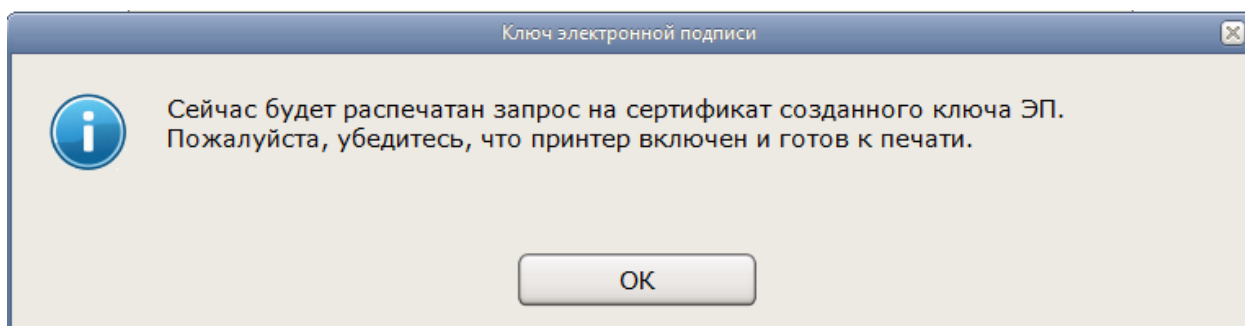 Ключ электронной подписи
Сейчас будет распечатан запрос на сертификат созданного ключа ЭП.
Пожалуйста, убедитесь, что принтер включен и готов к печати.
ОК